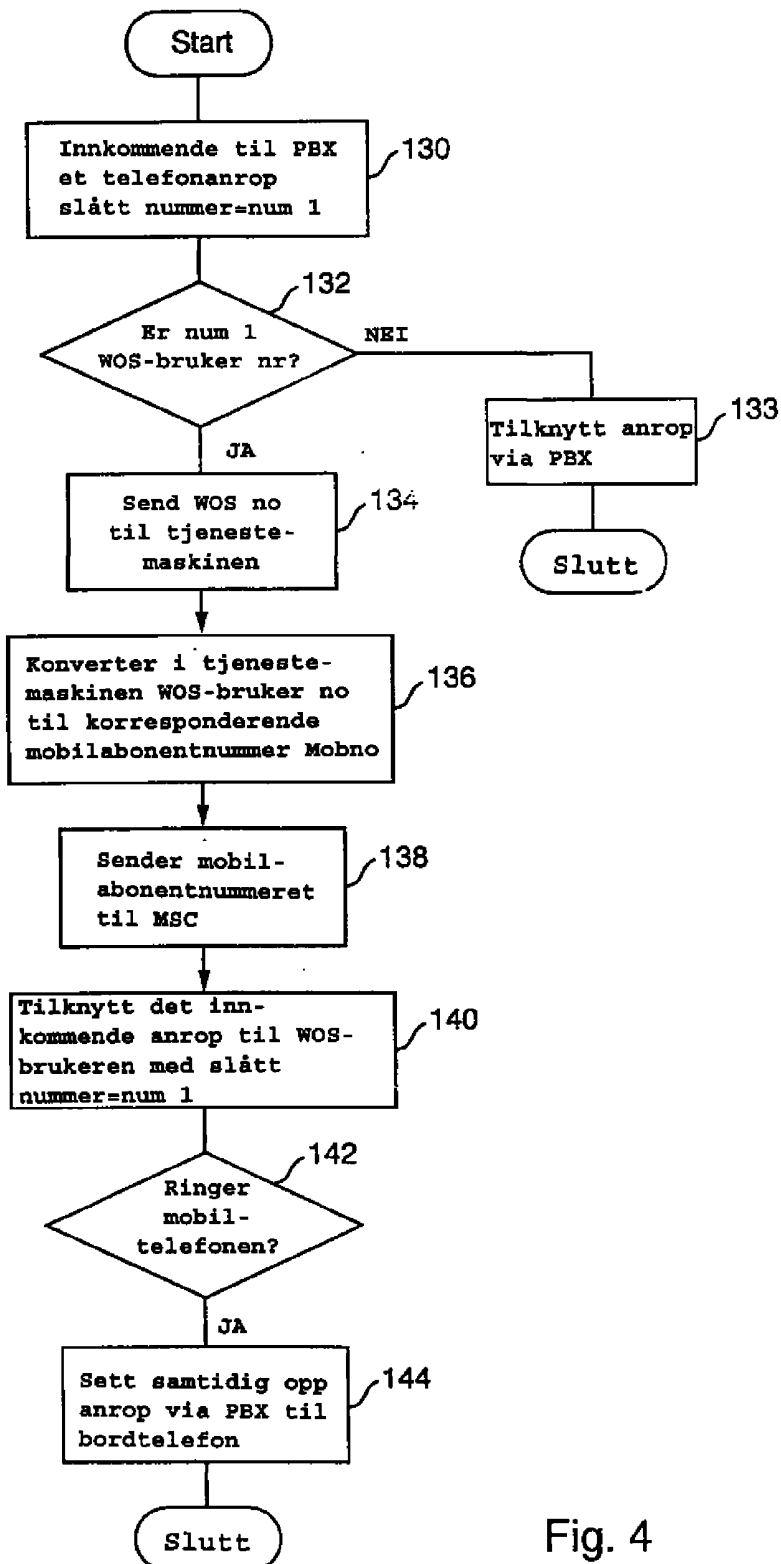 Start
Innkommende til PBX
et telefonanrop
slått nummer=num 1
130
132
Er num 1
WOS-bruker nr?
NEI
JA
133
Tilknytt anrop
via PBX
Slutt
134
Send WOS no
til tjeneste-
maskinen
136
Konverter i tjeneste-
maskinen WOS-bruker no
til korresponderende
mobilabonentnummer Mobno
138
Sender mobil-
abonentnummeret
til MSC
140
Tilknytt det inn-
kommende anrop til WOS-
brukeren med slått
nummer=num 1
142
Ringer
mobil-
telefonen?
JA
144
Sett samtidig opp
anrop via PBX til
bordtelefon
Slutt
Fig. 4